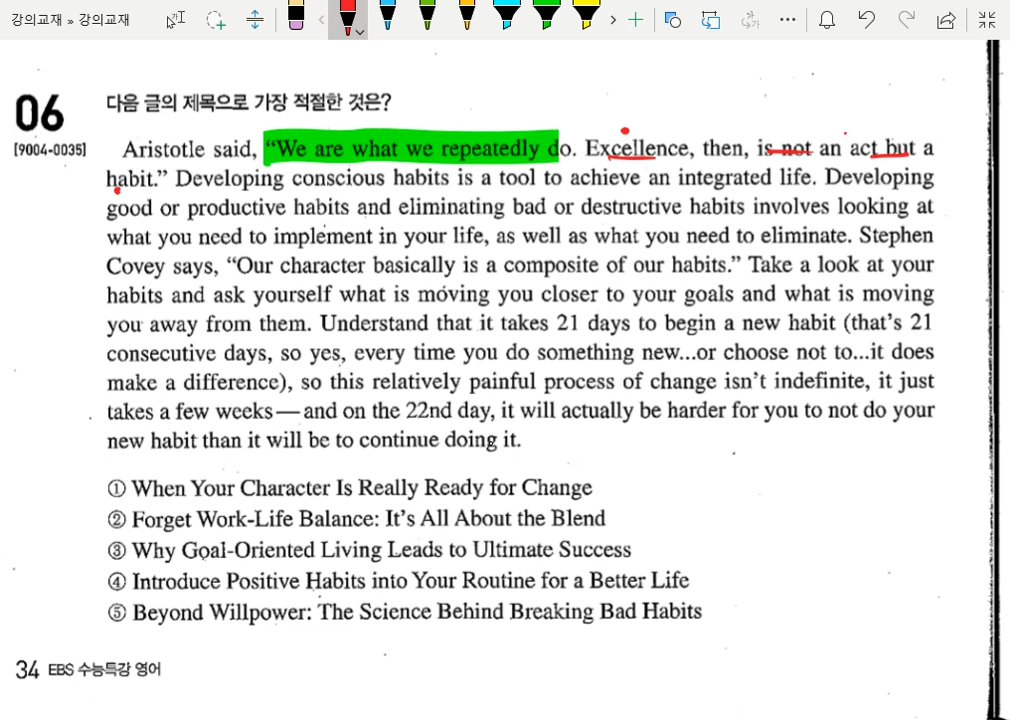 강의교재 » 강의교재
06
다음 글의 제목으로 가장 적절한 것은?
[9004-0035]
Aristotle said, “We are what we repeatedly do. Excellence, then, is not an act but a
habit.” Developing conscious habits is a tool to achieve an integrated life. Developing
good or productive habits and eliminating bad or destructive habits involves looking at
what you need to implement in your life, as well as what you need to eliminate. Stephen
Covey says, “Our character basically is a composite of our habits.” Take a look at your
habits and ask yourself what is moving you closer to your goals and what is moving
you away from them. Understand that it takes 21 days to begin a new habit (that’s 21
consecutive days, so yes, every time you do something new...or choose not to...it does
make a difference), so this relatively painful process of change isn’t indefinite, it just
takes a few weeks—and on the 22nd day, it will actually be harder for you to not do your
new habit than it will be to continue doing it.
① When Your Character Is Really Ready for Change
② Forget Work-Life Balance: It’s All About the Blend
③ Why Goal-Oriented Living Leads to Ultimate Success
④ Introduce Positive Habits into Your Routine for a Better Life
⑤ Beyond Willpower: The Science Behind Breaking Bad Habits
34 EBS 수능특강 영어